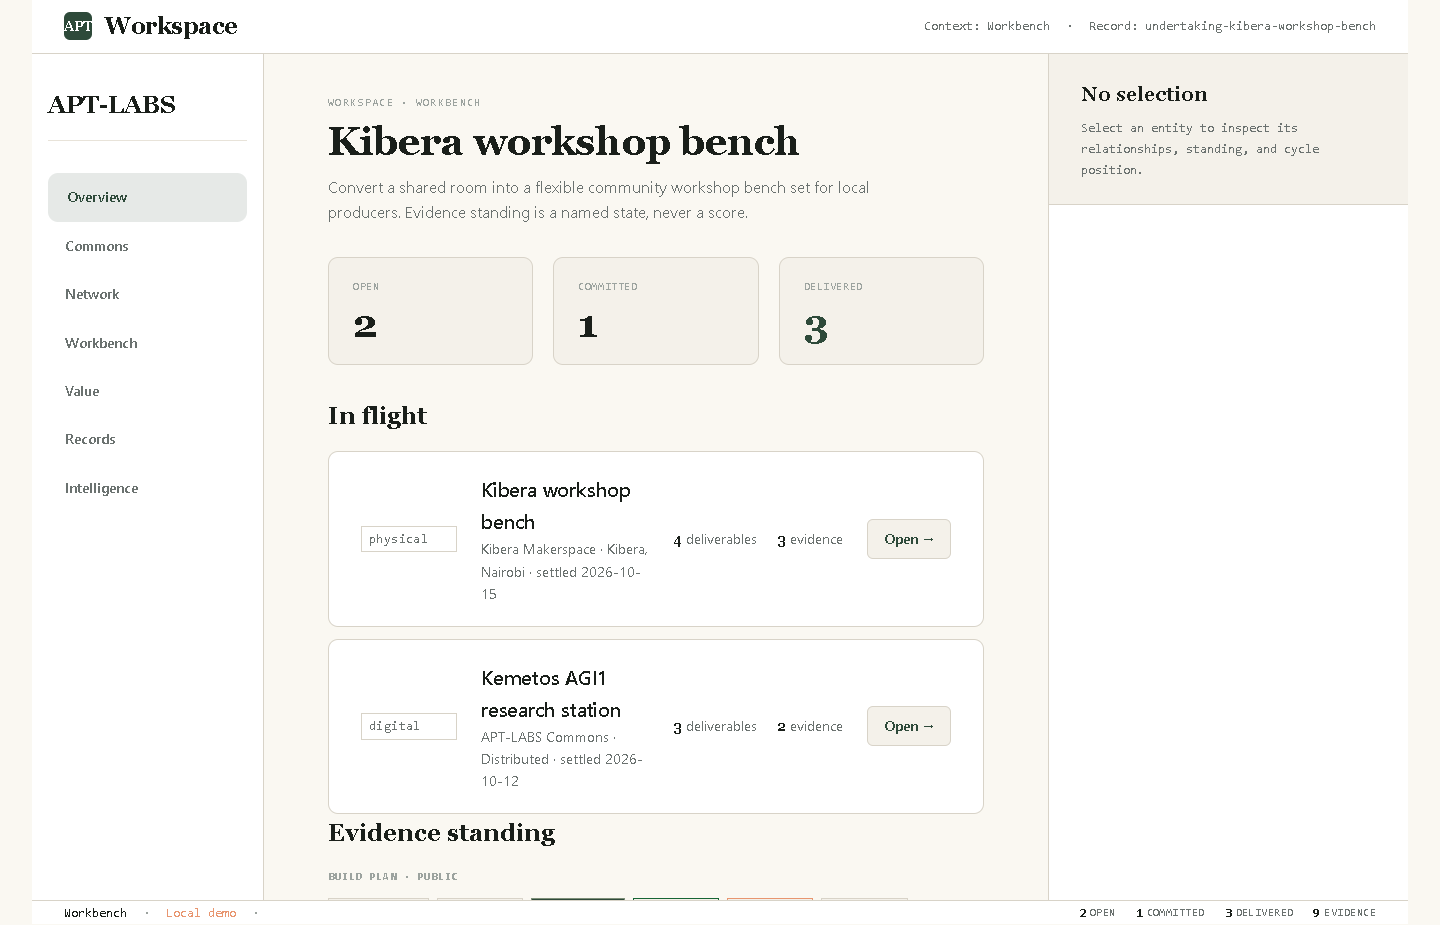 APT Workspace
Context: Workbench · Record: undertaking-kibera-workshop-bench
APT-LABS
Overview
Commons
Network
Workbench
Value
Records
Intelligence
WORKSPACE · WORKBENCH
Kibera workshop bench
Convert a shared room into a flexible community workshop bench set for local
producers. Evidence standing is a named state, never a score.
OPEN
2
COMMITTED
1
DELIVERED
3
In flight
physical
Kibera workshop
bench
Kibera Makerspace · Kibera,
Nairobi · settled 2026-10-
15
4 deliverables
3 evidence
Open →
digital
Kemetos AGI1
research station
APT-LABS Commons ·
Distributed · settled 2026-
10-12
3 deliverables
2 evidence
Open →
Evidence standing
BUILD PLAN · PUBLIC
No selection
Select an entity to inspect its
relationships, standing, and cycle
position.
Workbench · Local demo ·
2 OPEN 1 COMMITTED 3 DELIVERED 9 EVIDENCE